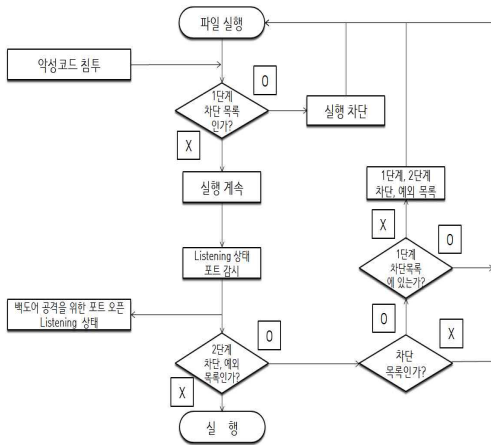 파일 실행
악성코드 침투
O
1단계
차단 목록
인가?
실행 차단
X
1단계, 2단계
차단, 예외 목록
실행 계속
X
O
1단계
차단목록
에 있는가?
Listening 상태
포트 감시
백도어 공격을 위한 포트 오픈
Listening 상태
O
O
X
2단계
차단, 예외
목록인가?
차단
목록인가?
X
실 행